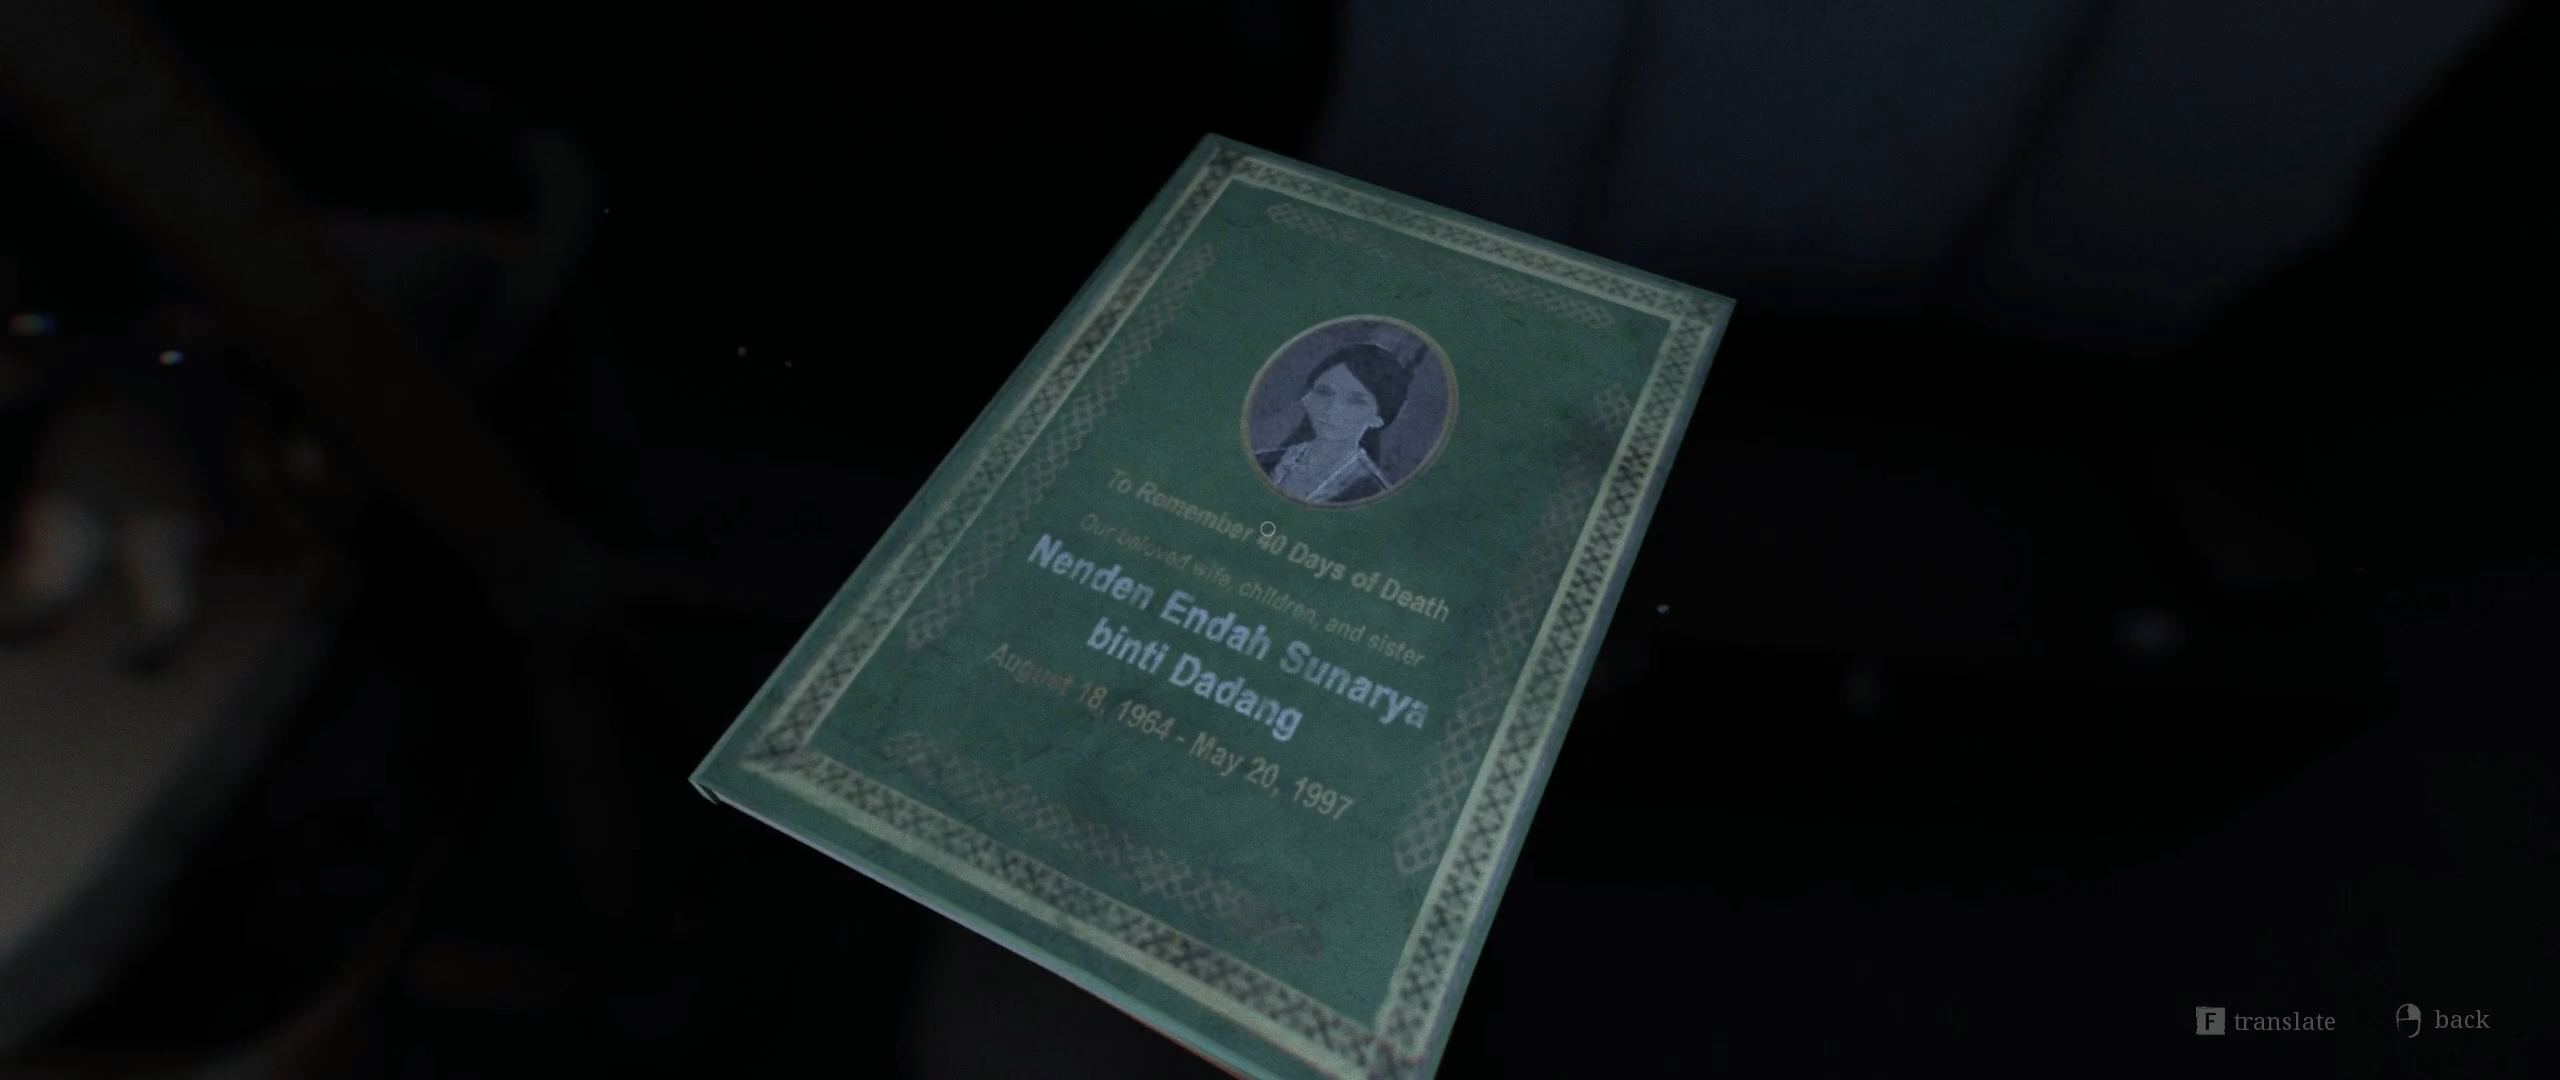 To Remember 40 Days of Death
Our beloved wife, children, and sister
Nenden Endah Sunarya
binti Dadang
August 18, 1964 - May 20, 1997
F translate
back